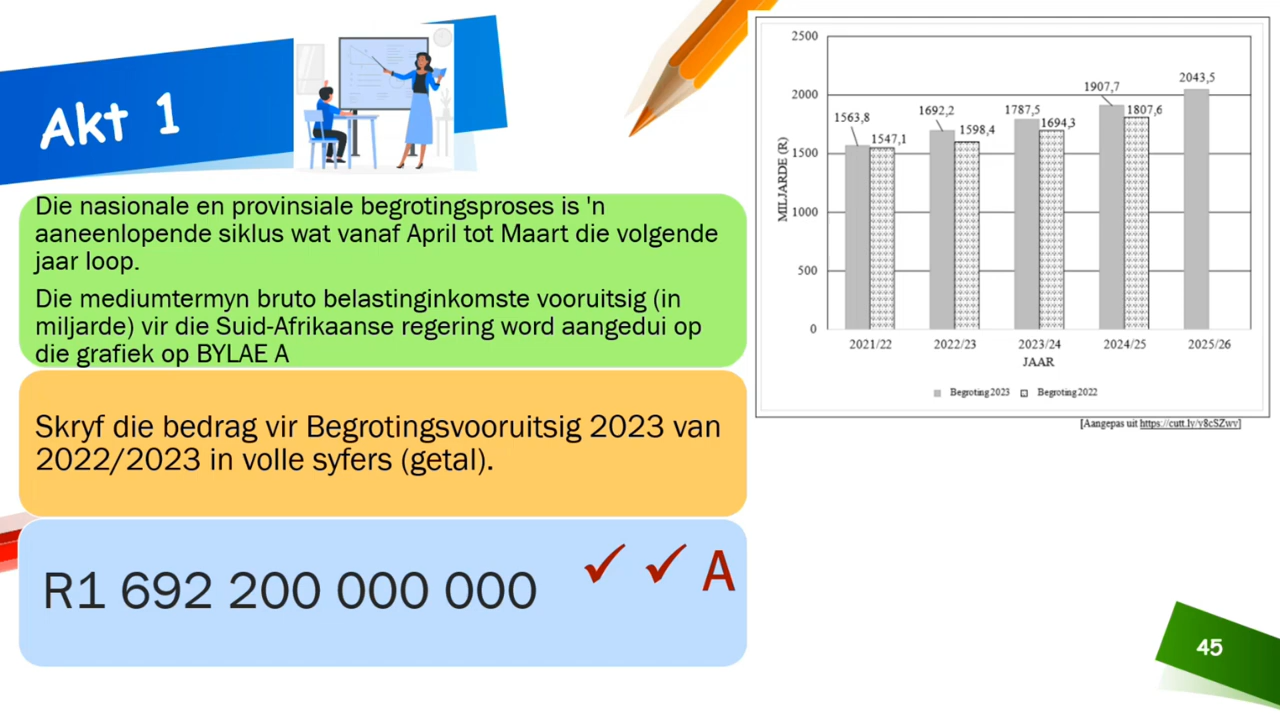 Akt 1
Die nasionale en provinsiale begrotingsproses is 'n
aaneenlopende siklus wat vanaf April tot Maart die volgende
jaar loop.
Die mediumtermyn bruto belastinginkomste vooruitsig (in
miljarde) vir die Suid-Afrikaanse regering word aangedui op
die grafiek op BYLAE A
Skryf die bedrag vir Begrotingsvooruitsig 2023 van
2022/2023 in volle syfers (getal).
R1 692 200 000 000 ✓ ✓ A
MILJARDE (R)
2500
2000
1500
1000
500
0
1563,8
1547,1
1692,2
1598,4
1787,5
1694,3
1907,7
1807,6
2043,5
2021/22 2022/23 2023/24 2024/25 2025/26
JAAR
Begroting 2023 Begroting 2022
[Aangepas uit https://cutt.ly/y8cSZwv]
45